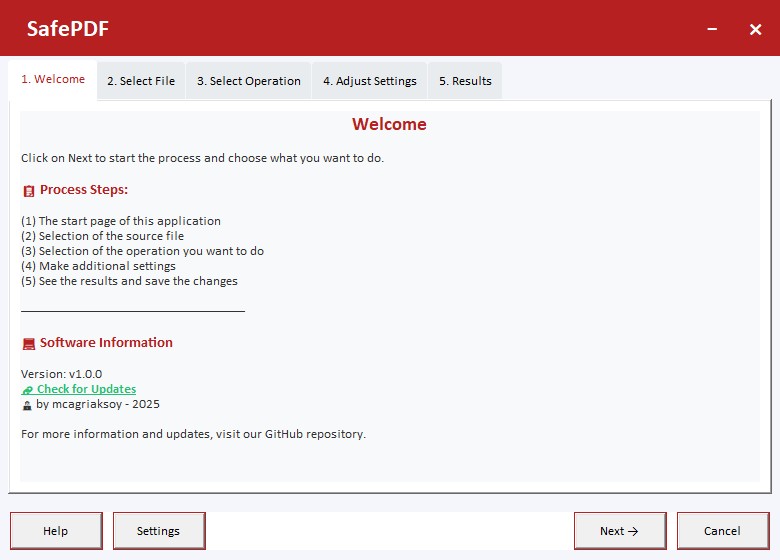 SafePDF
1. Welcome
2. Select File
3. Select Operation
4. Adjust Settings
5. Results
Welcome
Click on Next to start the process and choose what you want to do.
Process Steps:
(1) The start page of this application
(2) Selection of the source file
(3) Selection of the operation you want to do
(4) Make additional settings
(5) See the results and save the changes
Software Information
Version: v1.0.0
Check for Updates
by mcagriaksoy - 2025
For more information and updates, visit our GitHub repository.
Help
Settings
Next →
Cancel